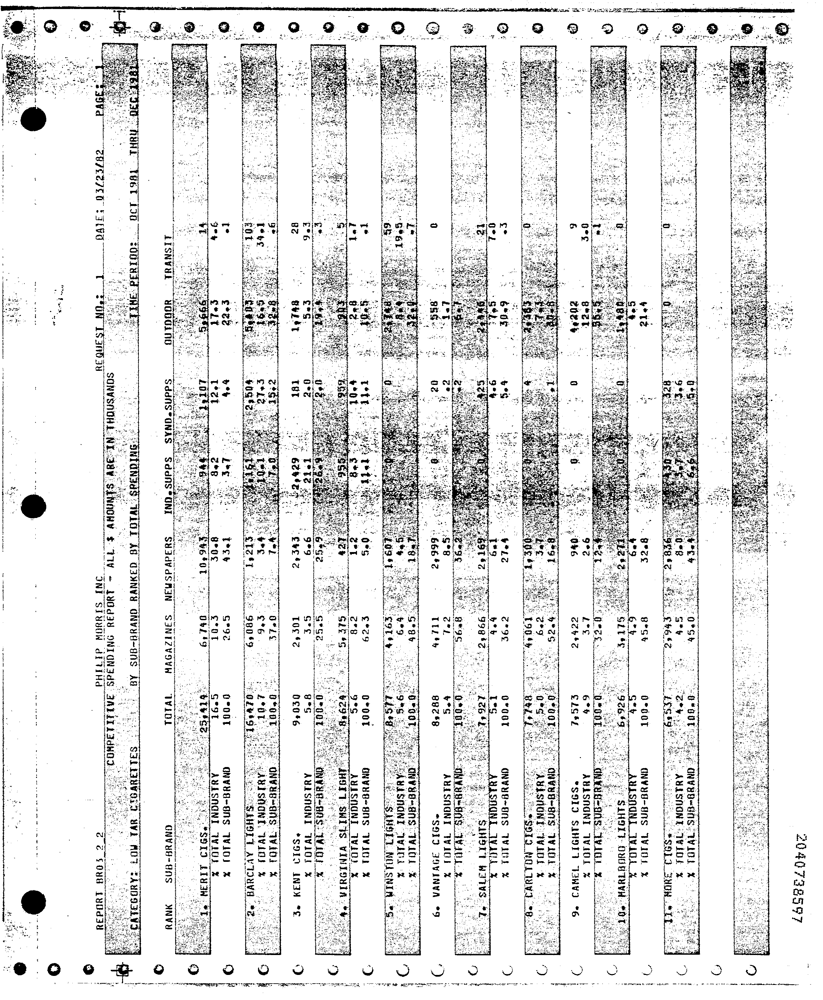 REPORT BR03 2.2 PHILIP MORRIS INC REQUEST NO.: 1 DATE: 03/23/82 PAGE: 1
COMPETITIVE SPENDING REPORT - ALL $ AMOUNTS ARE IN THOUSANDS
CATEGORY: LOW TAR CIGARETTES BY SUB-BRAND RANKED BY TOTAL SPENDING TIME PERIOD: OCT 1981 THRU DEC 1981
RANK SUB-BRAND TOTAL MAGAZINES NEWSPAPERS IND.SUPPS SYND.SUPPS OUTDOOR TRANSIT
1. MERIT CIGS. 25,414 6,740 10,943 944 1,107 5,666 14
% TOTAL INDUSTRY 16.5 10.3 30.8 8.2 12.1 17.3 4.6
% TOTAL SUB-BRAND 100.0 26.5 43.1 3.7 4.4 22.3 .1
2. BARCLAY LIGHTS 16,470 6,086 1,213 1,161 2,504 5,403 103
% TOTAL INDUSTRY 10.7 9.3 3.4 10.1 27.3 16.5 34.1
% TOTAL SUB-BRAND 100.0 37.0 7.4 7.0 15.2 32.8 .6
3. KENT CIGS. 9,030 2,301 2,343 2,429 181 1,748 28
% TOTAL INDUSTRY 5.8 3.5 6.6 21.1 2.0 5.3 9.3
% TOTAL SUB-BRAND 100.0 25.5 25.9 26.9 2.0 19.4 .3
4. VIRGINIA SLIMS LIGHT 8,624 5,375 427 955 959 903 5
% TOTAL INDUSTRY 5.6 8.2 1.2 8.3 10.4 2.8 1.7
% TOTAL SUB-BRAND 100.0 62.3 5.0 11.1 11.1 10.5 .1
5. WINSTON LIGHTS 8,577 4,163 1,607 0 0 2,748 59
% TOTAL INDUSTRY 5.6 6.4 4.5 8.4 19.5
% TOTAL SUB-BRAND 100.0 48.5 18.7 32.0 .7
6. VANTAGE CIGS. 8,288 4,711 2,999 0 20 558 0
% TOTAL INDUSTRY 5.4 7.2 8.5 .2 1.7
% TOTAL SUB-BRAND 100.0 56.8 36.2 .2 6.7
7. SALEM LIGHTS 7,927 2,866 2,169 0 425 2,446 21
% TOTAL INDUSTRY 5.1 4.4 6.1 4.6 7.5 7.0
% TOTAL SUB-BRAND 100.0 36.2 27.4 5.4 30.9 .3
8. CARLTON CIGS. 7,748 4,061 1,300 0 4 2,383 0
% TOTAL INDUSTRY 5.0 6.2 3.7 7.3
% TOTAL SUB-BRAND 100.0 52.4 16.8 .1 30.8
9. CAMEL LIGHTS CIGS. 7,573 2,422 940 0 0 4,202 9
% TOTAL INDUSTRY 4.9 3.7 2.6 12.8 3.0
% TOTAL SUB-BRAND 100.0 32.0 12.4 55.5 .1
10. MARLBORO LIGHTS 6,926 3,175 2,271 0 0 1,480 0
% TOTAL INDUSTRY 4.5 4.9 6.4 4.5
% TOTAL SUB-BRAND 100.0 45.8 32.8 21.4
11. MORE CIGS. 6,537 2,943 2,836 430 328 0 0
% TOTAL INDUSTRY 4.2 4.5 8.0 3.7 3.6
% TOTAL SUB-BRAND 100.0 45.0 43.4 6.6 5.0
2040738597